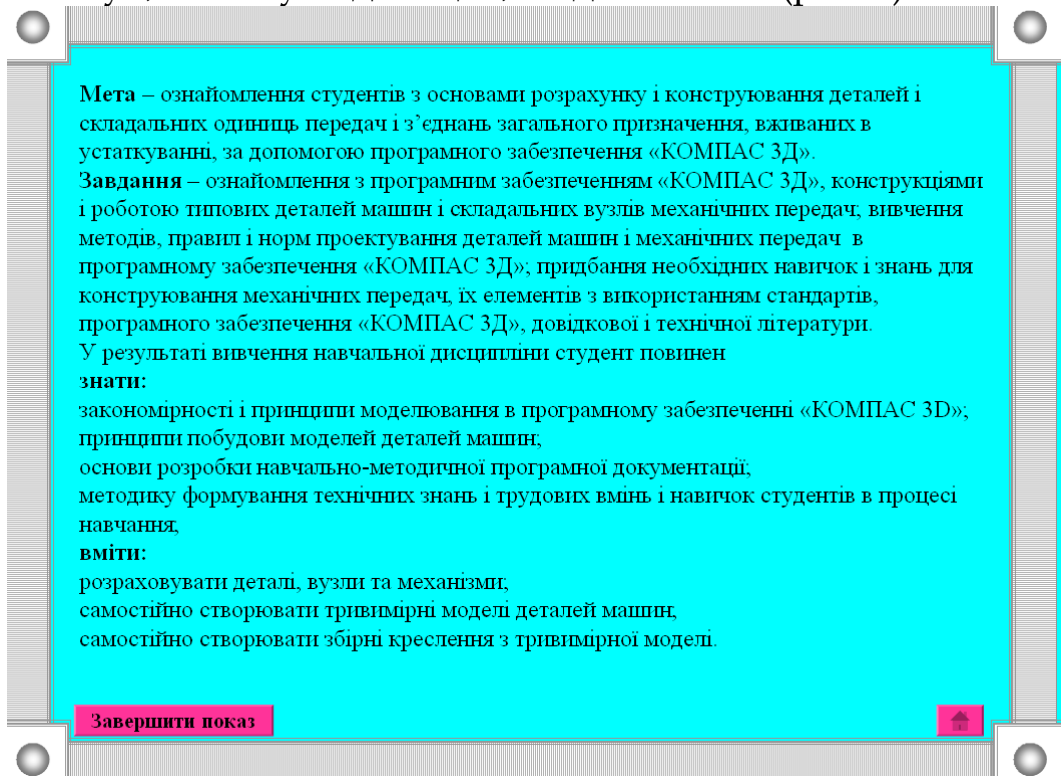 Мета – ознайомлення студентів з основами розрахунку і конструювання деталей і
складальних одиниць передач і з’єднань загального призначення, вживаних в
устаткуванні, за допомогою програмного забезпечення «КОМПАС 3Д».
Завдання – ознайомлення з програмним забезпеченням «КОМПАС 3Д», конструкціями
і роботою типових деталей машин і складальних вузлів механічних передач; вивчення
методів, правил і норм проектування деталей машин і механічних передач в
програмному забезпечення «КОМПАС 3Д»; придбання необхідних навичок і знань для
конструювання механічних передач, їх елементів з використанням стандартів,
програмного забезпечення «КОМПАС 3Д», довідкової і технічної літератури.
У результаті вивчення навчальної дисципліни студент повинен
знати:
закономірності і принципи моделювання в програмному забезпеченні «КОМПАС 3D»;
принципи побудови моделей деталей машин;
основи розробки навчально-методичної програмної документації;
методику формування технічних знань і трудових вмінь і навичок студентів в процесі
навчання;
вміти:
розраховувати деталі, вузли та механізми;
самостійно створювати тривимірні моделі деталей машин;
самостійно створювати збірні креслення з тривимірної моделі.
Завершити показ